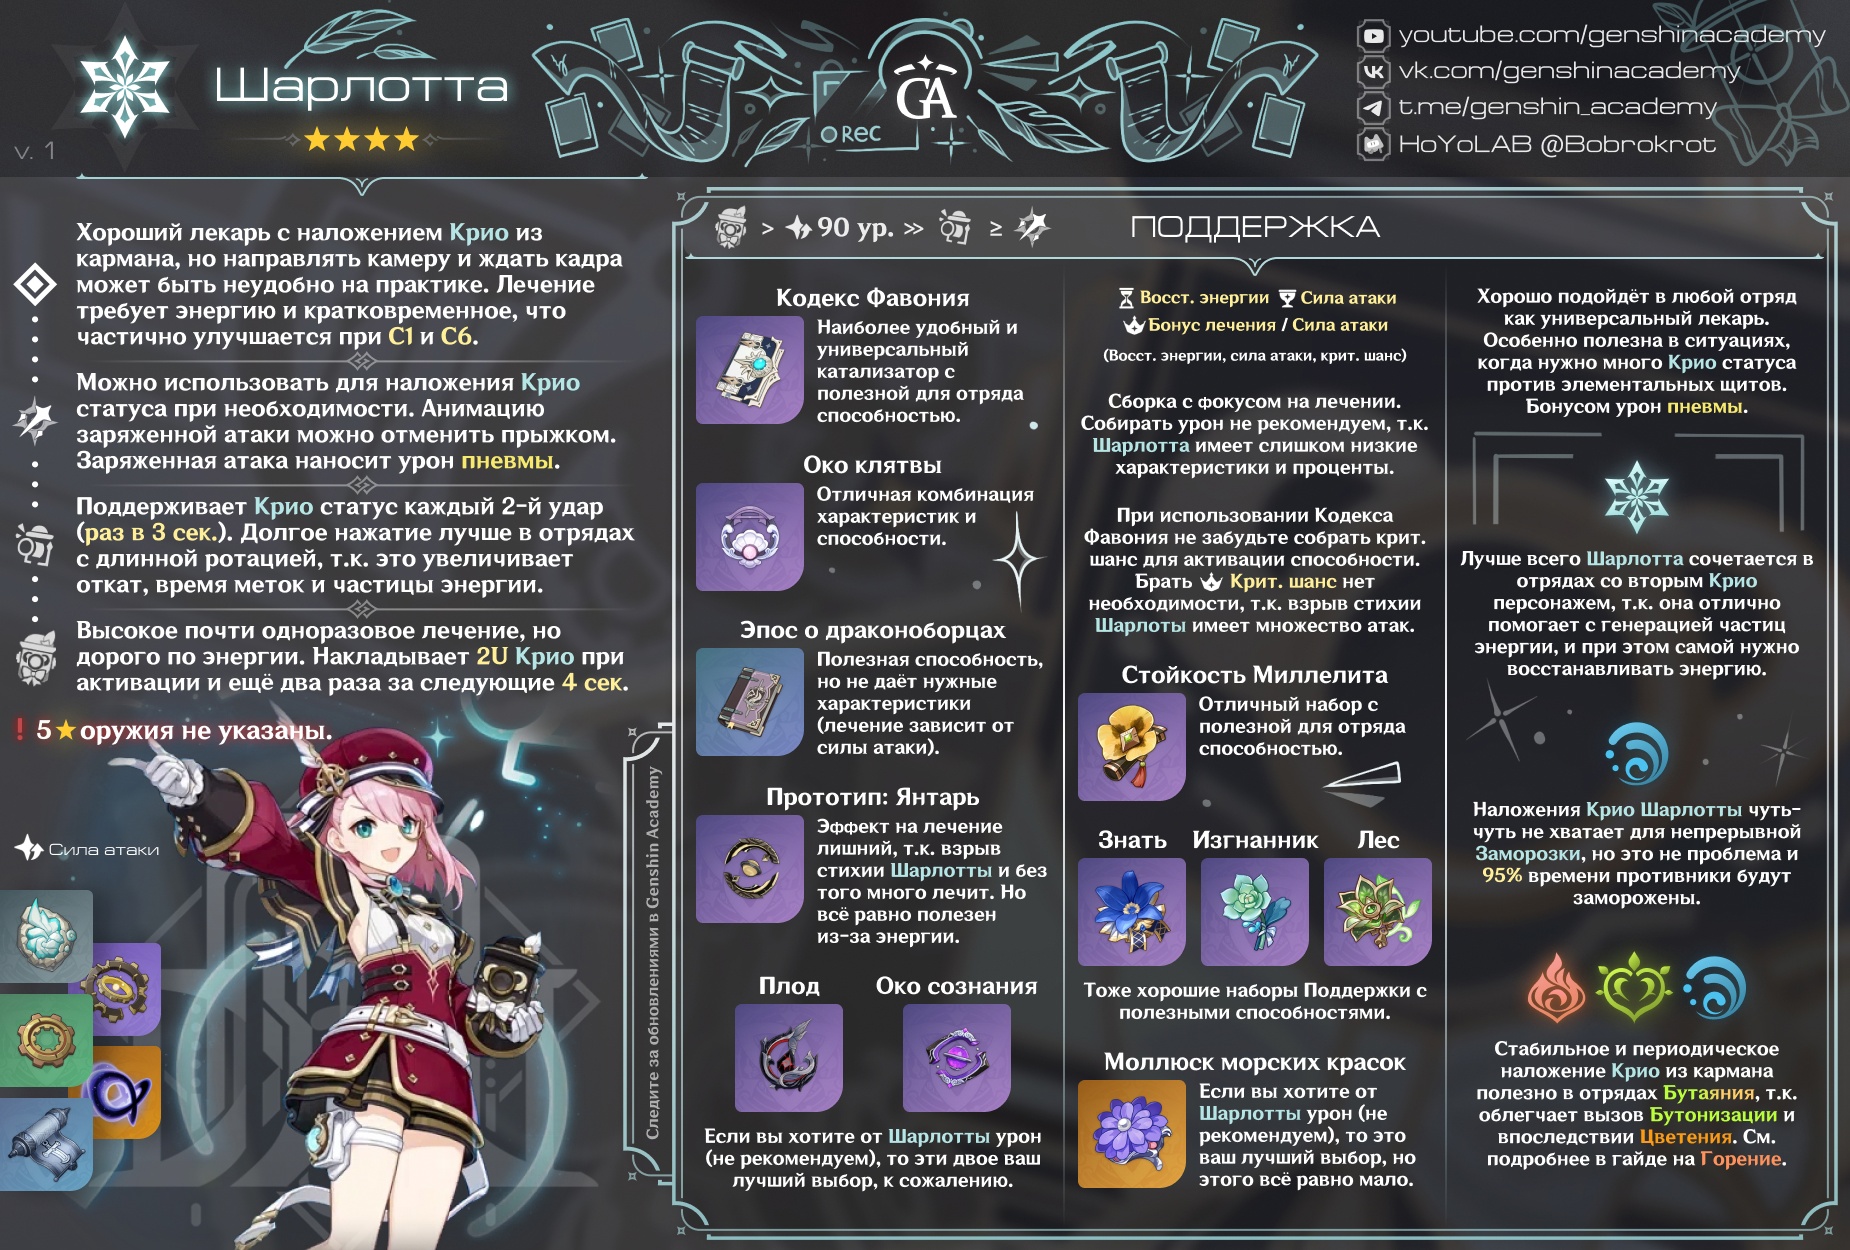 Шарлотта
v. 1
REC
GA
youtube.com/genshinacademy
vk.com/genshinacademy
t.me/genshin_academy
HoYoLAB @Bobrokrot
Хороший лекарь с наложением Крио из
кармана, но направлять камеру и ждать кадра
может быть неудобно на практике. Лечение
требует энергию и кратковременное, что
частично улучшается при С1 и С6.
Можно использовать для наложения Крио
статуса при необходимости. Анимацию
заряженной атаки можно отменить прыжком.
Заряженная атака наносит урон пневмы.
Поддерживает Крио статус каждый 2-й удар
(раз в 3 сек.). Долгое нажатие лучше в отрядах
с длинной ротацией, т.к. это увеличивает
откат, время меток и частицы энергии.
Высокое почти одноразовое лечение, но
дорого по энергии. Накладывает 2U Крио при
активации и ещё два раза за следующие 4 сек.
! 5★ оружия не указаны.
Сила атаки
Следите за обновлениями в Genshin Academy
> 90 ур. >> ≥
ПОДДЕРЖКА
Кодекс Фавония
Наиболее удобный и
универсальный
катализатор с
полезной для отряда
способностью.
Око клятвы
Отличная комбинация
характеристик и
способности.
Эпос о драконоборцах
Полезная способность,
но не даёт нужные
характеристики
(лечение зависит от
силы атаки).
Прототип: Янтарь
Эффект на лечение
лишний, т.к. взрыв
стихии Шарлотты и без
того много лечит. Но
всё равно полезен
из-за энергии.
Плод
Око сознания
Если вы хотите от Шарлотты урон
(не рекомендуем), то эти двое ваш
лучший выбор, к сожалению.
Восст. энергии Сила атаки
Бонус лечения / Сила атаки
(Восст. энергии, сила атаки, крит. шанс)
Сборка с фокусом на лечении.
Собирать урон не рекомендуем, т.к.
Шарлотта имеет слишком низкие
характеристики и проценты.
При использовании Кодекса
Фавония не забудьте собрать крит.
шанс для активации способности.
Брать Крит. шанс нет
необходимости, т.к. взрыв стихии
Шарлоты имеет множество атак.
Стойкость Миллелита
Отличный набор с
полезной для отряда
способностью.
Знать
Изгнанник
Лес
Тоже хорошие наборы Поддержки с
полезными способностями.
Моллюск морских красок
Если вы хотите от
Шарлотты урон (не
рекомендуем), то это
ваш лучший выбор, но
этого всё равно мало.
Хорошо подойдёт в любой отряд
как универсальный лекарь.
Особенно полезна в ситуациях,
когда нужно много Крио статуса
против элементальных щитов.
Бонусом урон пневмы.
Лучше всего Шарлотта сочетается в
отрядах со вторым Крио
персонажем, т.к. она отлично
помогает с генерацией частиц
энергии, и при этом самой нужно
восстанавливать энергию.
Наложения Крио Шарлотты чуть-
чуть не хватает для непрерывной
Заморозки, но это не проблема и
95% времени противники будут
заморожены.
Стабильное и периодическое
наложение Крио из кармана
полезно в отрядах Бутаяния, т.к.
облегчает вызов Бутонизации и
впоследствии Цветения. См.
подробнее в гайде на Горение.